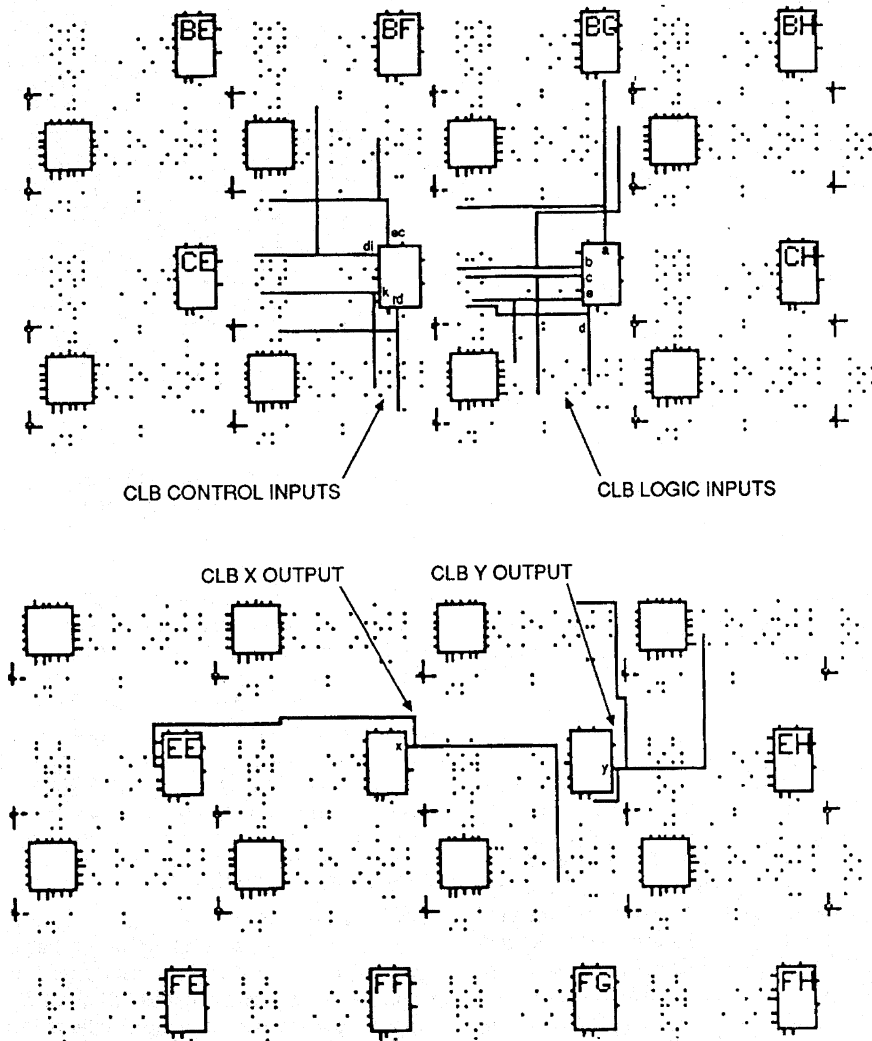 BE BF BG BH
ec
di
a
b
CE CH
c
k
e
rd
d
CLB CONTROL INPUTS CLB LOGIC INPUTS
CLB X OUTPUT CLB Y OUTPUT
EE x EH
y
FE FF FG FH